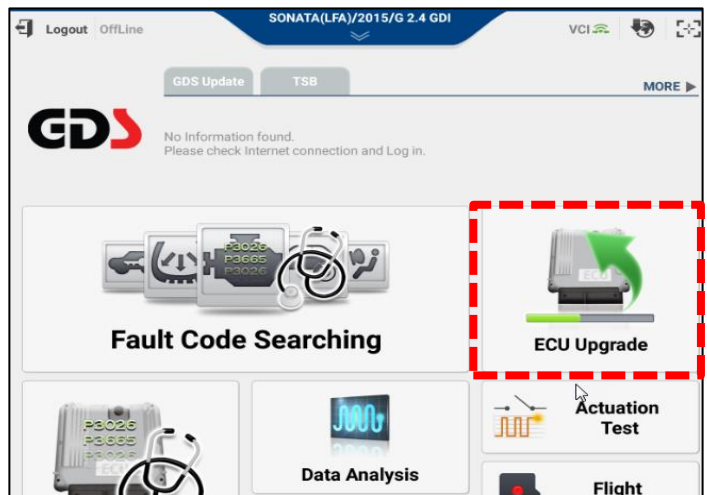 Logout OffLine
SONATA(LFA)/2015/G 2.4 GDI
VCI
GDS Update
TSB
MORE
GDS
No Information found.
Please check Internet connection and Log in.
P3026
P3665
P3026
ECU
Fault Code Searching
ECU Upgrade
P3026
P3665
P3026
ECU
Data Analysis
Actuation
Test
Flight